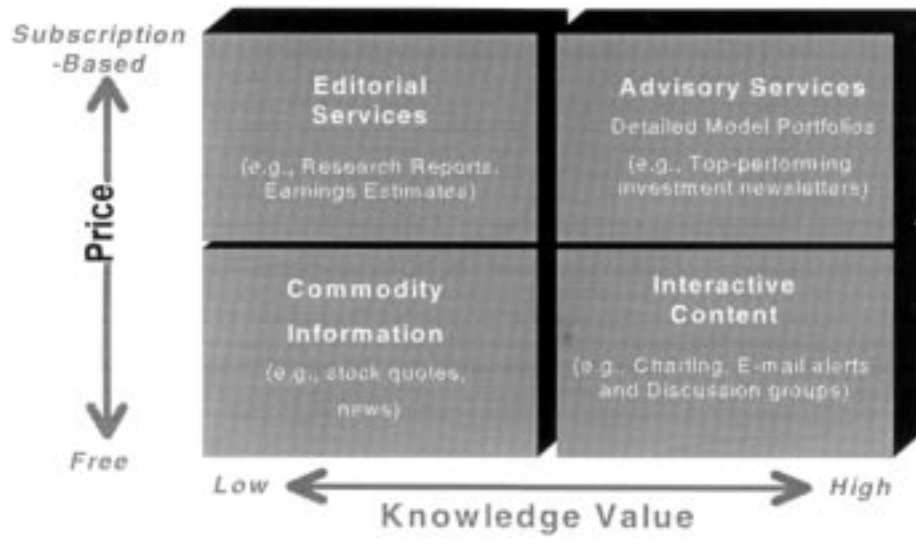 Subscription
-Based
Price
Free
Editorial
Services
(e.g., Research Reports.
Earnings Estimates)
Advisory Services
Detailed Model Portfolios
(e.g., Top-performing
investment newsletters)
Commodity
Information
(e.g., stock quotes,
news)
Interactive
Content
(e.g., Charting, E-mail alerts
and Discussion groups)
Low
High
Knowledge Value